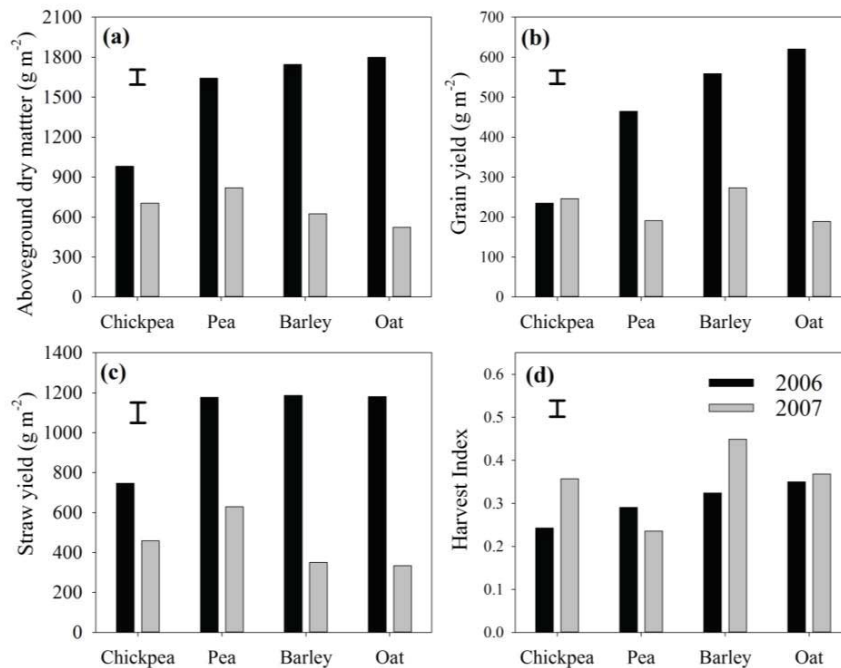 (a)
Aboveground dry mattter (g m⁻²)
2100
1800
1500
1200
900
600
300
0
Chickpea Pea Barley Oat
(b)
Grain yield (g m⁻²)
700
600
500
400
300
200
100
0
Chickpea Pea Barley Oat
(c)
Straw yield (g m⁻²)
1400
1200
1000
800
600
400
200
0
Chickpea Pea Barley Oat
(d)
2006
2007
Harvest Index
0.6
0.5
0.4
0.3
0.2
0.1
0.0
Chickpea Pea Barley Oat